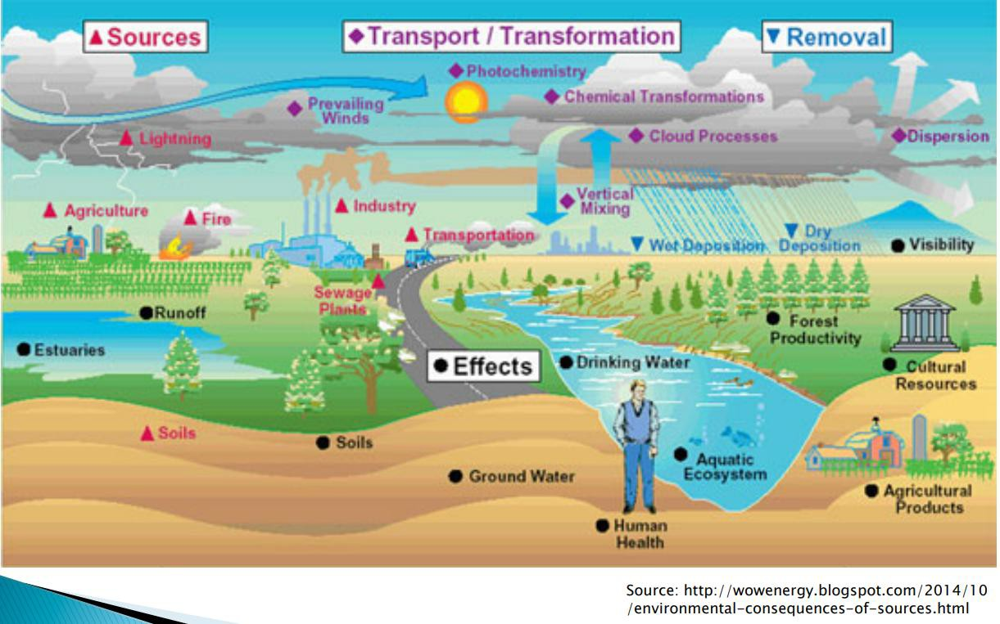 Sources
Transport / Transformation
Removal
Photochemistry
Prevailing
Winds
Chemical Transformations
Lightning
Cloud Processes
Dispersion
Agriculture
Fire
Industry
Vertical
Mixing
Transportation
Wet Deposition
Dry
Deposition
Visibility
Sewage
Plants
Runoff
Forest
Productivity
Estuaries
Effects
Drinking Water
Cultural
Resources
Soils
Soils
Ground Water
Aquatic
Ecosystem
Agricultural
Products
Human
Health
Source: http://wowenergy.blogspot.com/2014/10
/environmental-consequences-of-sources.html